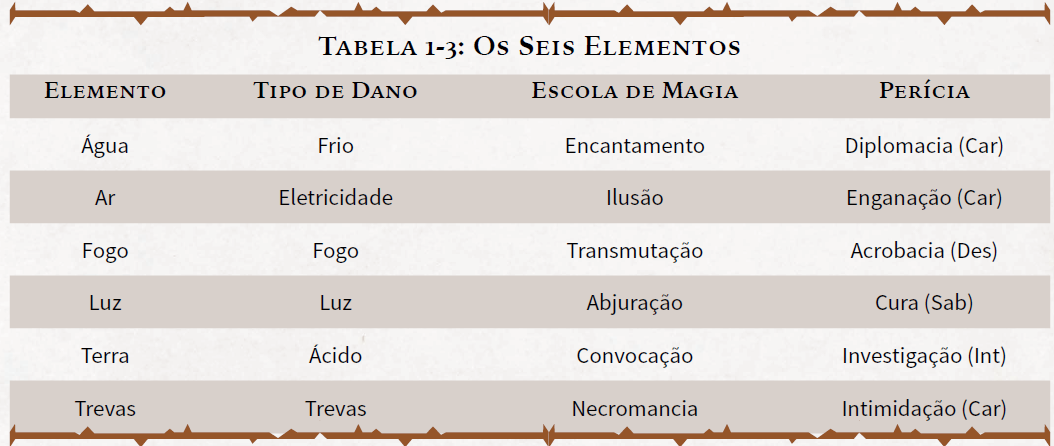 Tabela 1-3: Os Seis Elementos
Elemento Tipo de Dano Escola de Magia Perícia
Água Frio Encantamento Diplomacia (Car)
Ar Eletricidade Ilusão Enganação (Car)
Fogo Fogo Transmutação Acrobacia (Des)
Luz Luz Abjuração Cura (Sab)
Terra Ácido Convocação Investigação (Int)
Trevas Trevas Necromancia Intimidação (Car)